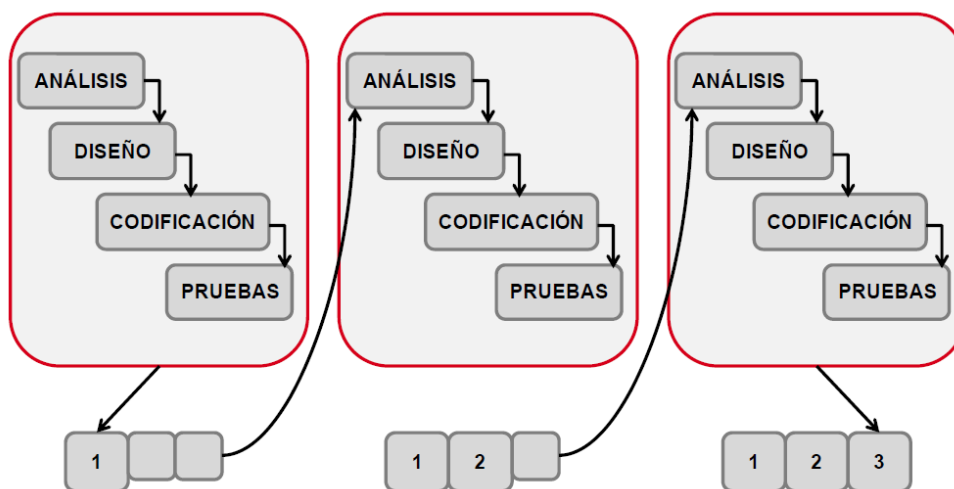 ANÁLISIS
DISEÑO
CODIFICACIÓN
PRUEBAS
1
ANÁLISIS
DISEÑO
CODIFICACIÓN
PRUEBAS
1 2
ANÁLISIS
DISEÑO
CODIFICACIÓN
PRUEBAS
1 2 3